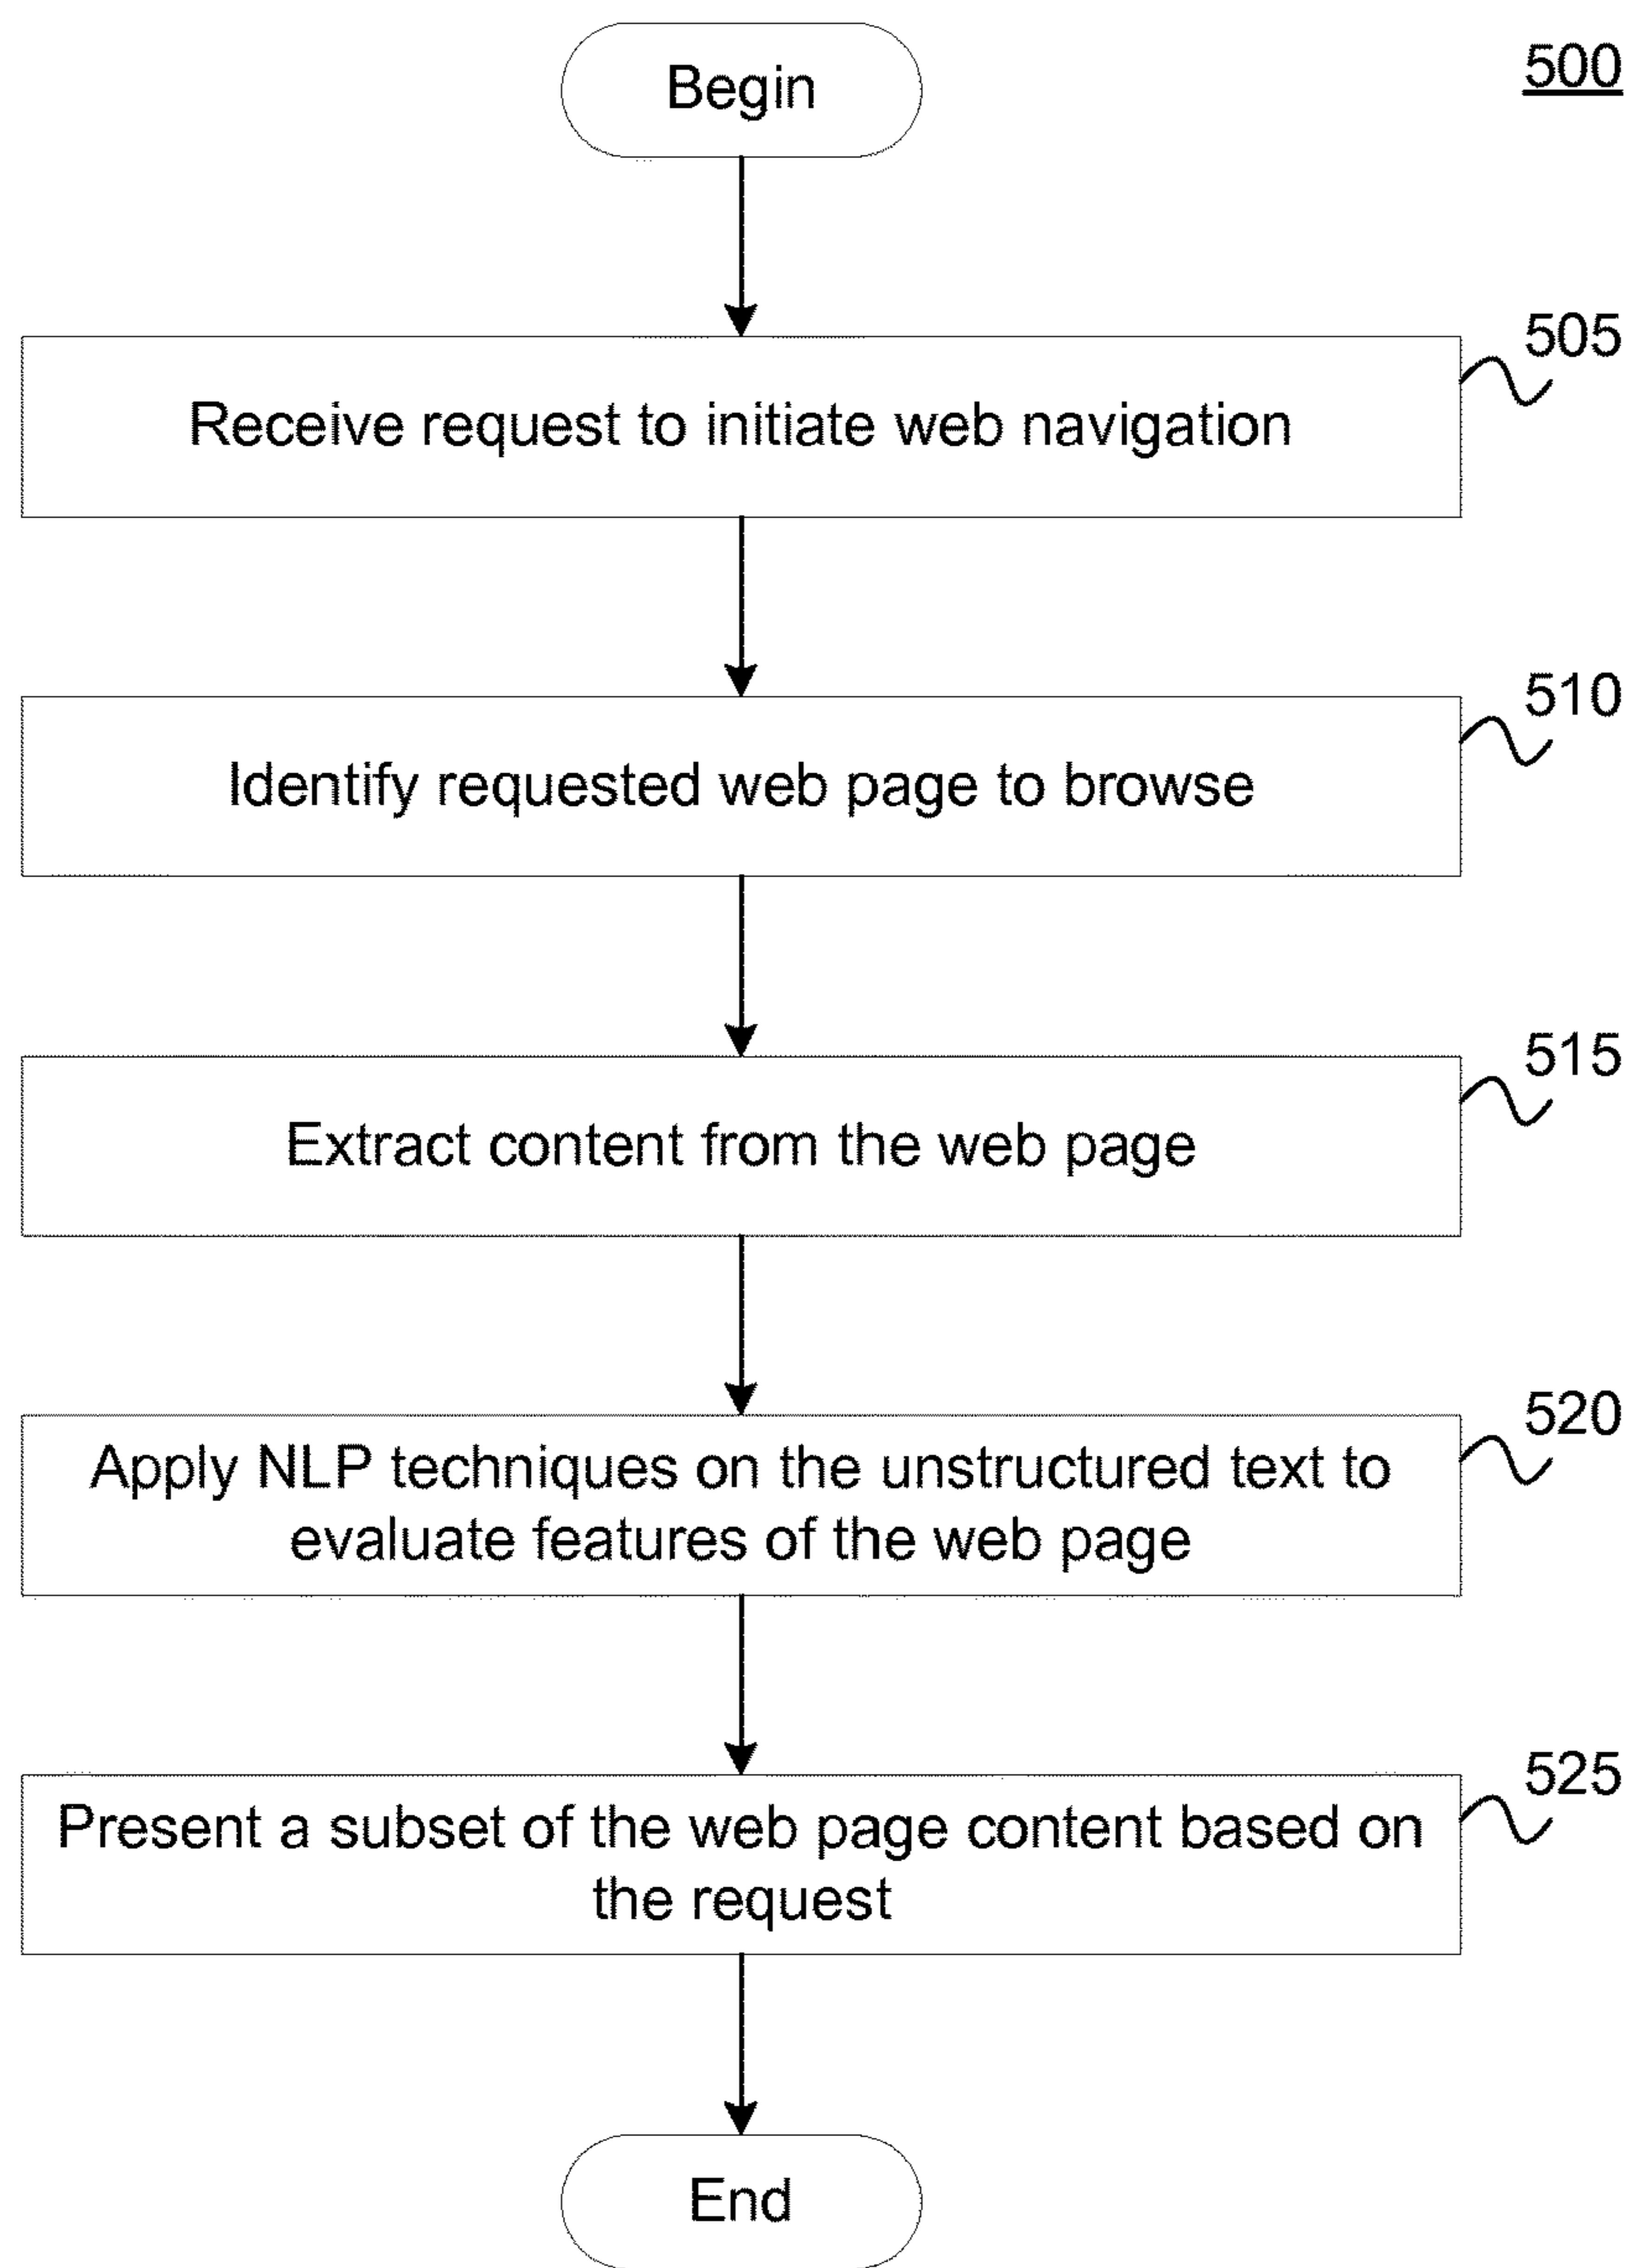 500
Begin
505
Receive request to initiate web navigation
510
Identify requested web page to browse
515
Extract content from the web page
520
Apply NLP techniques on the unstructured text to
evaluate features of the web page
525
Present a subset of the web page content based on
the request
End